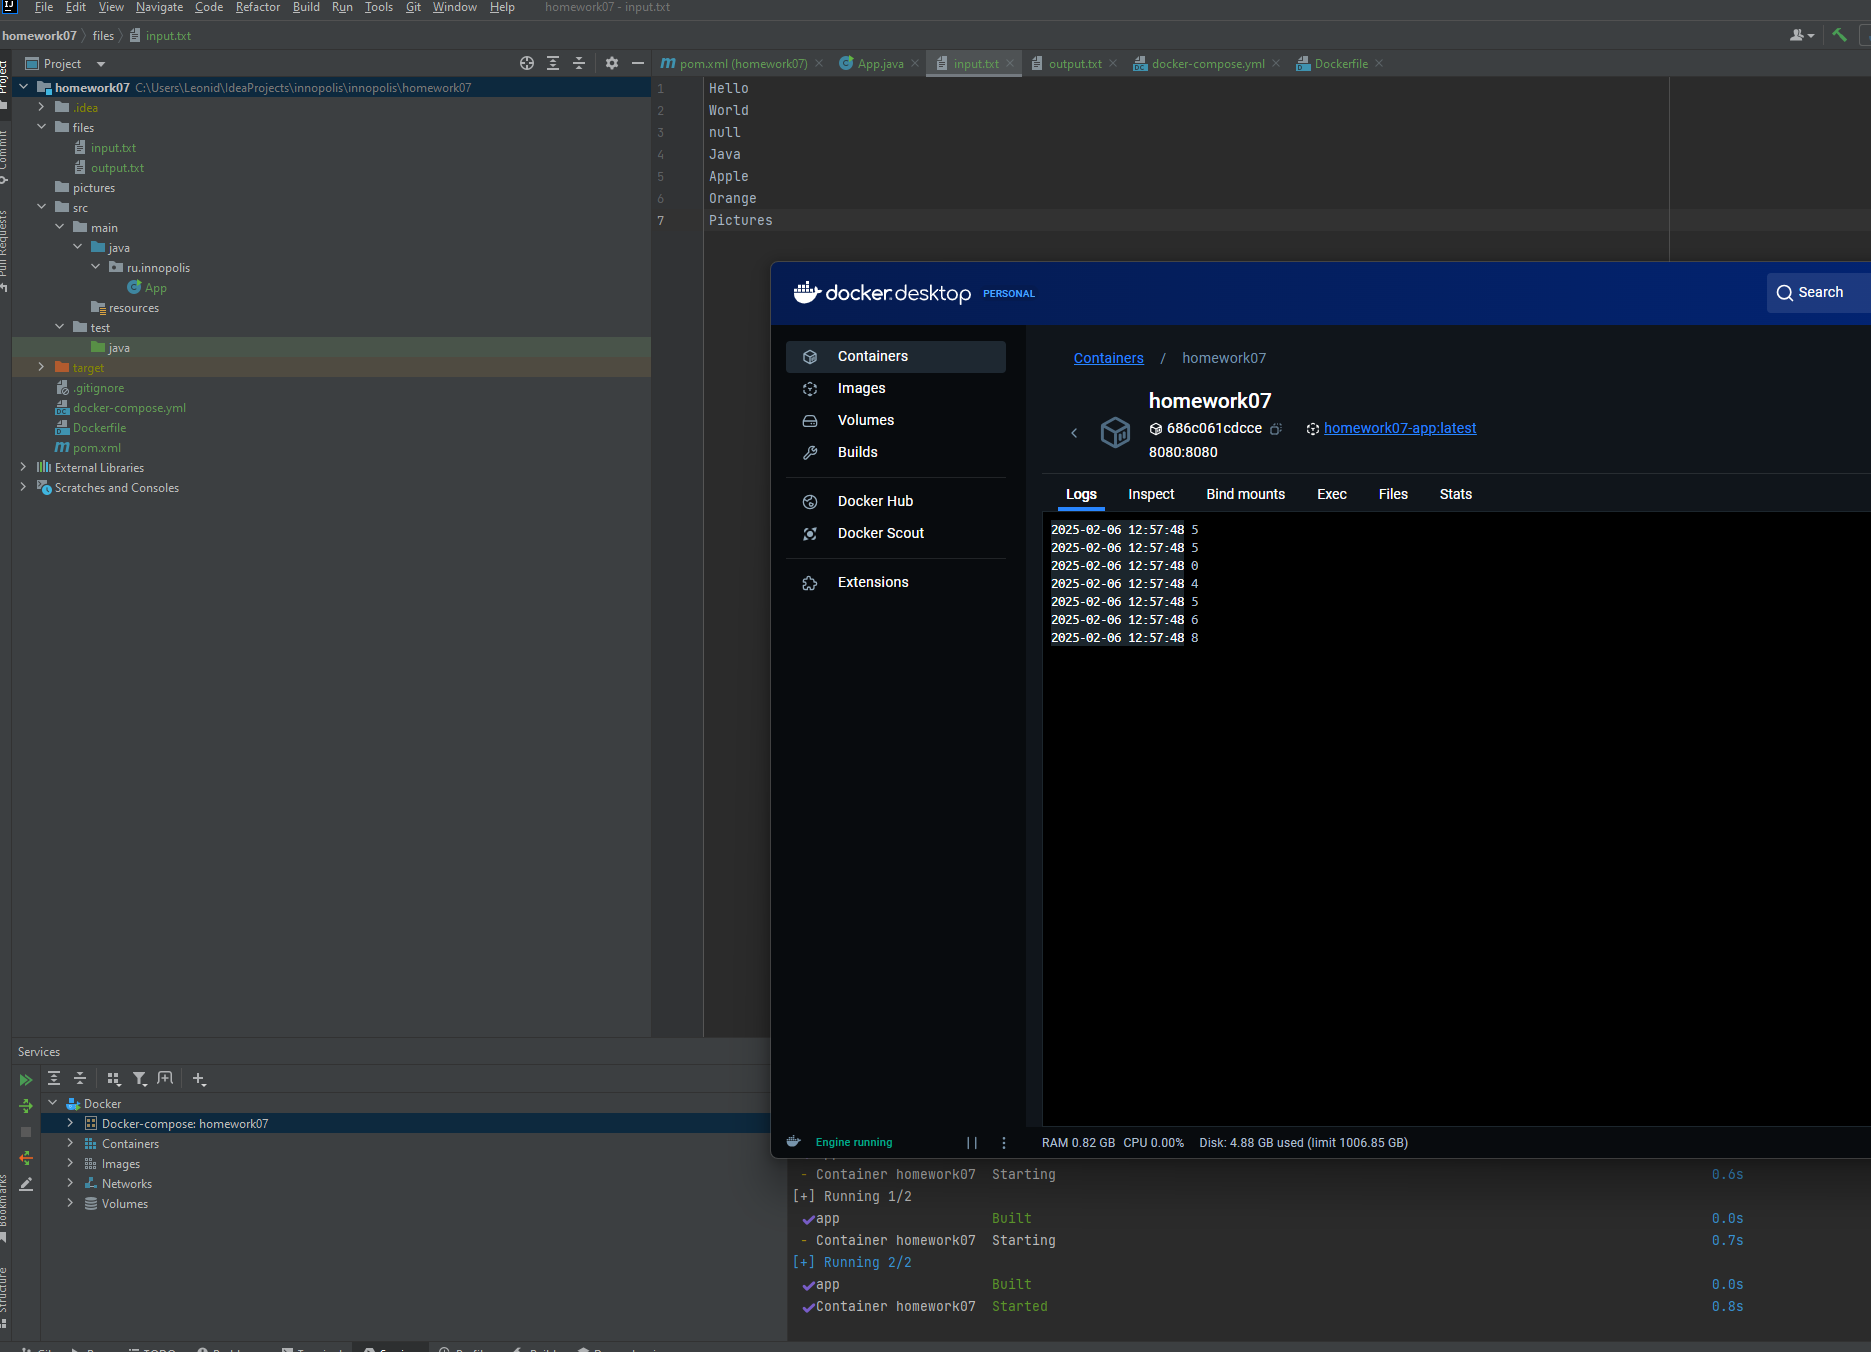 File Edit View Navigate Code Refactor Build Run Tools Git Window Help homework07 - input.txt
homework07 files input.txt
Project
pom.xml (homework07) App.java input.txt output.txt docker-compose.yml Dockerfile
homework07 C:\Users\Leonid\IdeaProjects\innopolis\innopolis\homework07
.idea
files
input.txt
output.txt
pictures
src
main
java
ru.innopolis
App
resources
test
java
target
.gitignore
docker-compose.yml
Dockerfile
pom.xml
External Libraries
Scratches and Consoles
Project
Commit
Pull Requests
Bookmarks
Structure
1 Hello
2 World
3 null
4 Java
5 Apple
6 Orange
7 Pictures
docker.desktop PERSONAL
Search
Containers
Images
Volumes
Builds
Docker Hub
Docker Scout
Extensions
Containers / homework07
homework07
686c061cdcce homework07-app:latest
8080:8080
Logs Inspect Bind mounts Exec Files Stats
2025-02-06 12:57:48 5
2025-02-06 12:57:48 5
2025-02-06 12:57:48 0
2025-02-06 12:57:48 4
2025-02-06 12:57:48 5
2025-02-06 12:57:48 6
2025-02-06 12:57:48 8
Engine running RAM 0.82 GB CPU 0.00% Disk: 4.88 GB used (limit 1006.85 GB)
Services
Docker
Docker-compose: homework07
Containers
Images
Networks
Volumes
- Container homework07 Starting 0.6s
[+] Running 1/2
app Built 0.0s
- Container homework07 Starting 0.7s
[+] Running 2/2
app Built 0.0s
Container homework07 Started 0.8s